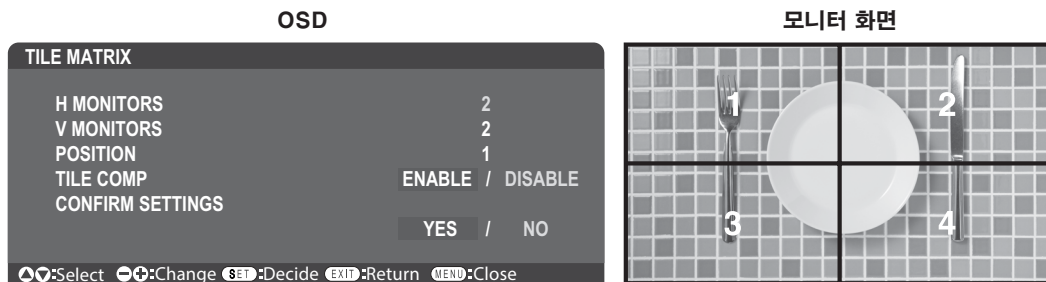 OSD
TILE MATRIX
H MONITORS 2
V MONITORS 2
POSITION 1
TILE COMP ENABLE / DISABLE
CONFIRM SETTINGS
YES / NO
:Select :Change SET:Decide EXIT:Return MENU:Close
모니터 화면
1 2
3 4